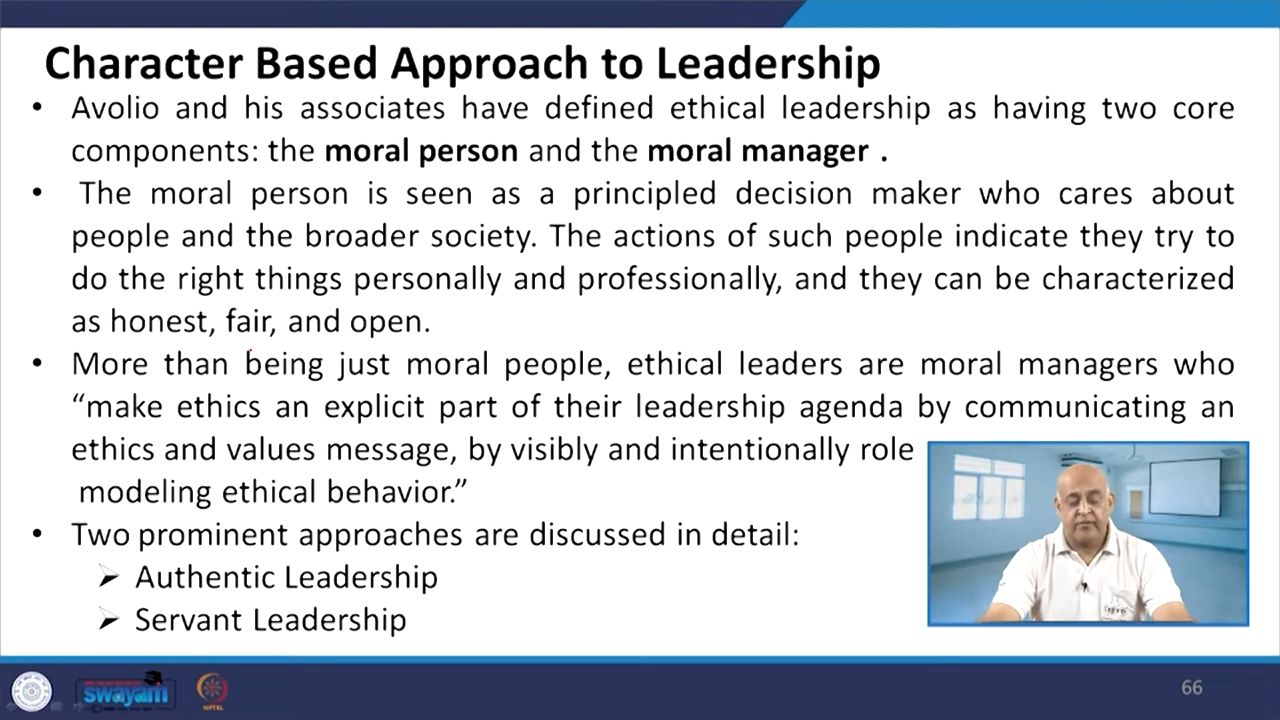 Character Based Approach to Leadership
• Avolio and his associates have defined ethical leadership as having two core
components: the moral person and the moral manager .
• The moral person is seen as a principled decision maker who cares about
people and the broader society. The actions of such people indicate they try to
do the right things personally and professionally, and they can be characterized
as honest, fair, and open.
• More than being just moral people, ethical leaders are moral managers who
“make ethics an explicit part of their leadership agenda by communicating an
ethics and values message, by visibly and intentionally role
modeling ethical behavior.”
• Two prominent approaches are discussed in detail:
➢ Authentic Leadership
➢ Servant Leadership
swayam
NPTEL
66